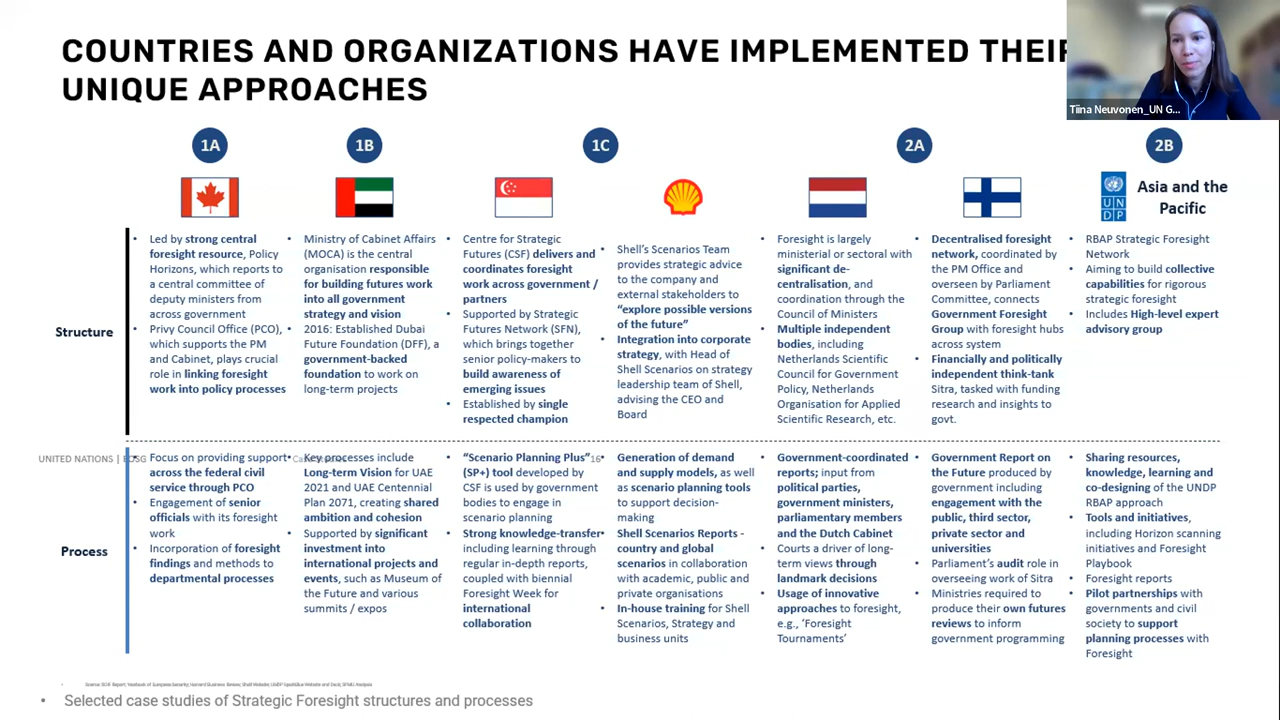 COUNTRIES AND ORGANIZATIONS HAVE IMPLEMENTED THEIR
UNIQUE APPROACHES
Tiina Neuvonen_UN G...
1A
1B
1C
2A
2B
UNDP
Asia and the
Pacific
Structure
• Led by strong central
foresight resource, Policy
Horizons, which reports to
a central committee of
deputy ministers from
across government
• Privy Council Office (PCO),
which supports the PM
and Cabinet, plays crucial
role in linking foresight
work into policy processes
• Ministry of Cabinet Affairs
(MOCA) is the central
organisation responsible
for building futures work
into all government
strategy and vision
• 2016: Established Dubai
Future Foundation (DFF), a
government-backed
foundation to work on
long-term projects
• Centre for Strategic
Futures (CSF) delivers and
coordinates foresight
work across government /
partners
• Supported by Strategic
Futures Network (SFN),
which brings together
senior policy-makers to
build awareness of
emerging issues
• Established by single
respected champion
• Shell's Scenarios Team
provides strategic advice
to the company and
external stakeholders to
“explore possible versions
of the future”
• Integration into corporate
strategy, with Head of
Shell Scenarios on strategy
leadership team of Shell,
advising the CEO and
Board
• Foresight is largely
ministerial or sectoral with
significant de-
centralisation, and
coordination through the
Council of Ministers
• Multiple independent
bodies, including
Netherlands Scientific
Council for Government
Policy, Netherlands
Organisation for Applied
Scientific Research, etc.
• Decentralised foresight
network, coordinated by
the PM Office and
overseen by Parliament
Committee, connects
Government Foresight
Group with foresight hubs
across system
• Financially and politically
independent think-tank
Sitra, tasked with funding
research and insights to
govt.
• RBAP Strategic Foresight
Network
• Aiming to build collective
capabilities for rigorous
strategic foresight
• Includes High-level expert
advisory group
UNITED NATIONS | EOSG
16
Process
• Focus on providing support
across the federal civil
service through PCO
• Engagement of senior
officials with its foresight
work
• Incorporation of foresight
findings and methods to
departmental processes
• Key processes include
Long-term Vision for UAE
2021 and UAE Centennial
Plan 2071, creating shared
ambition and cohesion
• Supported by significant
investment into
international projects and
events, such as Museum of
the Future and various
summits / expos
• “Scenario Planning Plus”
(SP+) tool developed by
CSF is used by government
bodies to engage in
scenario planning
• Strong knowledge-transfer
including learning through
regular in-depth reports,
coupled with biennial
Foresight Week for
international
collaboration
• Generation of demand
and supply models, as well
as scenario planning tools
to support decision-
making
• Shell Scenarios Reports -
country and global
scenarios in collaboration
with academic, public and
private organisations
• In-house training for Shell
Scenarios, Strategy and
business units
• Government-coordinated
reports; input from
political parties,
government ministers,
parliamentary members
and the Dutch Cabinet
• Courts a driver of long-
term views through
landmark decisions
• Usage of innovative
approaches to foresight,
e.g., ‘Foresight
Tournaments’
• Government Report on
the Future produced by
government including
engagement with the
public, third sector,
private sector and
universities
• Parliament's audit role in
overseeing work of Sitra
• Ministries required to
produce their own futures
reviews to inform
government programming
• Sharing resources,
knowledge, learning and
co-designing of the UNDP
RBAP approach
• Tools and initiatives,
including Horizon scanning
initiatives and Foresight
Playbook
• Foresight reports
• Pilot partnerships with
governments and civil
society to support
planning processes with
Foresight
• Selected case studies of Strategic Foresight structures and processes